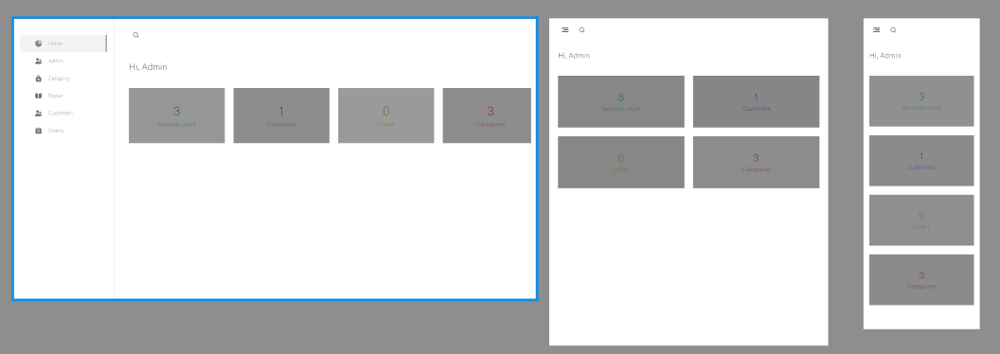 Home
Admin
Category
Books
Customers
Orders
Hi, Admin
3
Services count
1
Customers
0
Orders
3
Categories
Hi, Admin
3
Services count
1
Customers
0
Orders
3
Categories
Hi, Admin
3
Services count
1
Customers
0
Orders
3
Categories